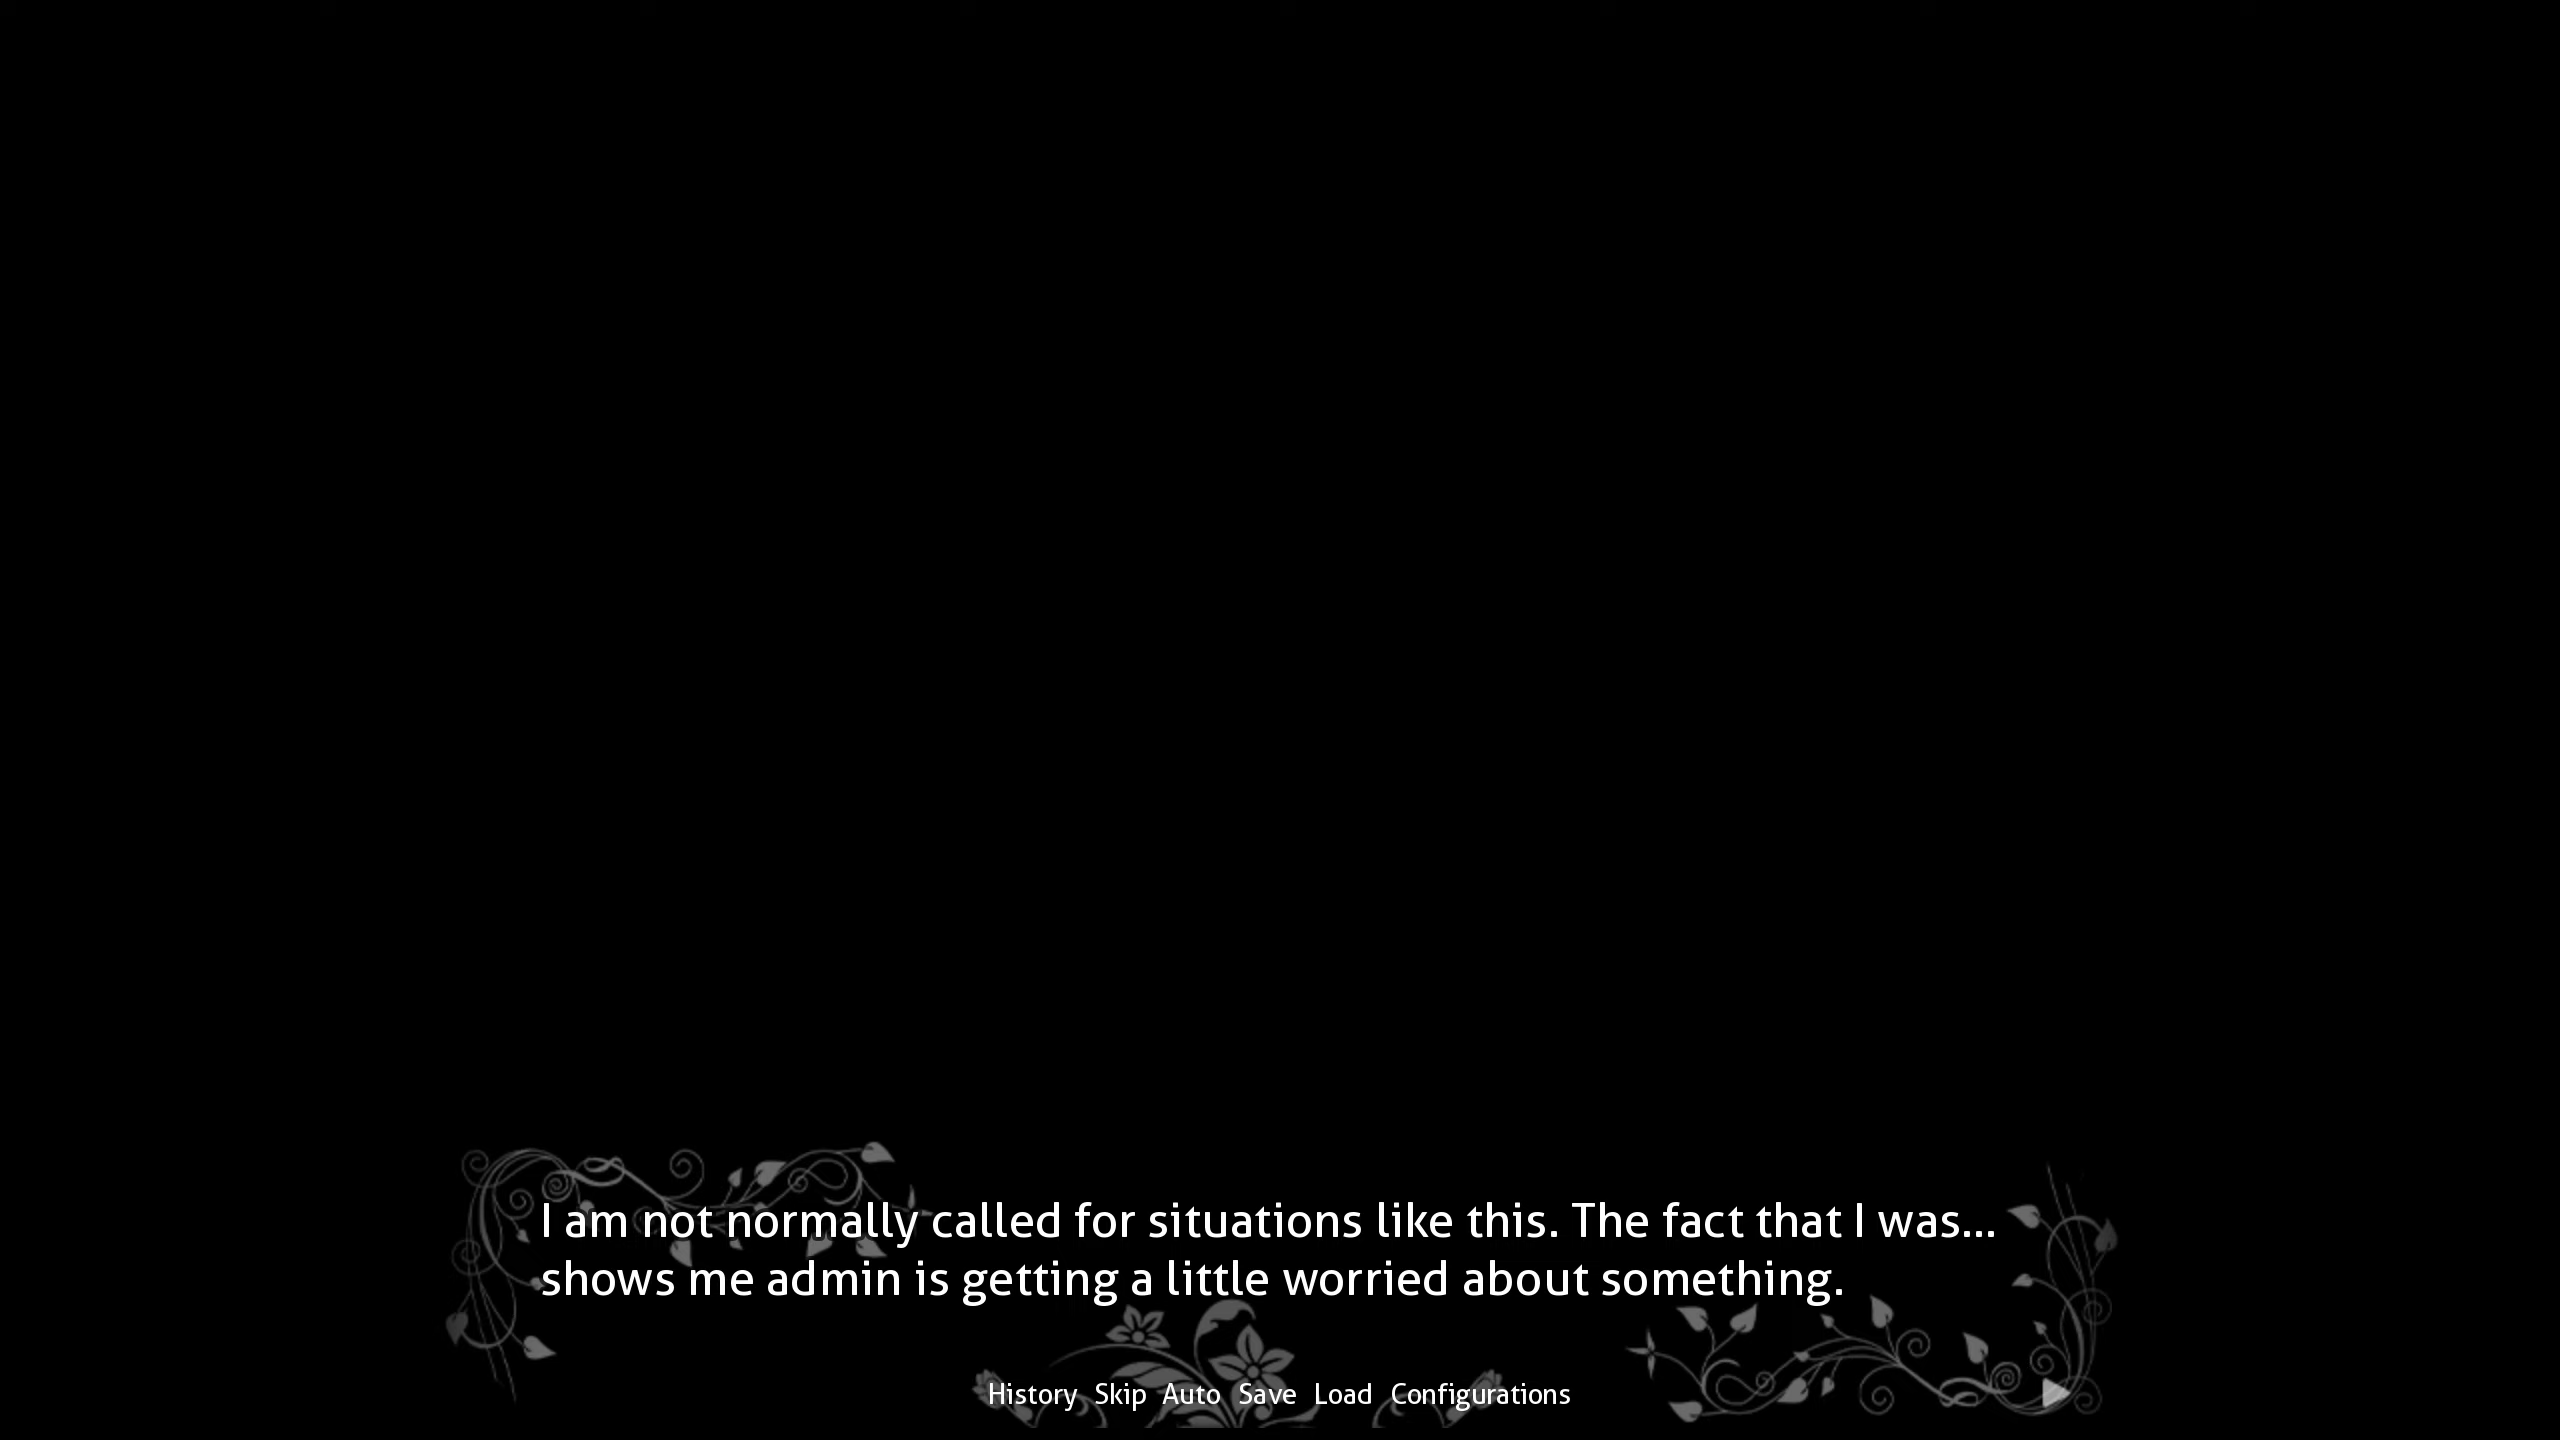 I am not normally called for situations like this. The fact that I was...
shows me admin is getting a little worried about something.
History Skip Auto Save Load Configurations